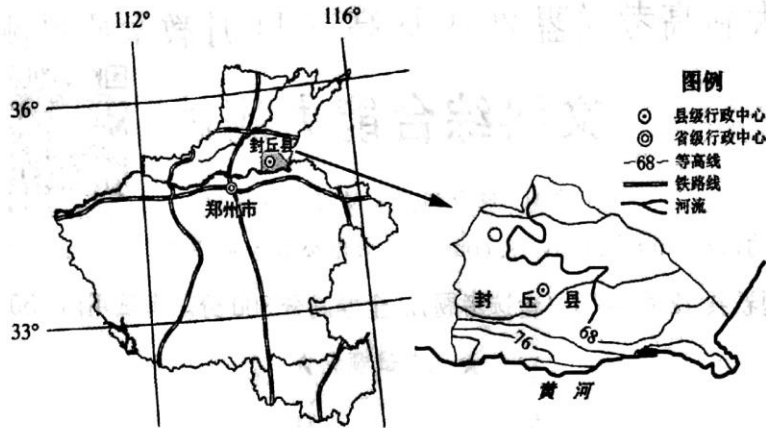 112°
116°
36°
封丘县
郑州市
33°
图例
县级行政中心
省级行政中心
68 等高线
铁路线
河流
封丘县
76
68
黄河